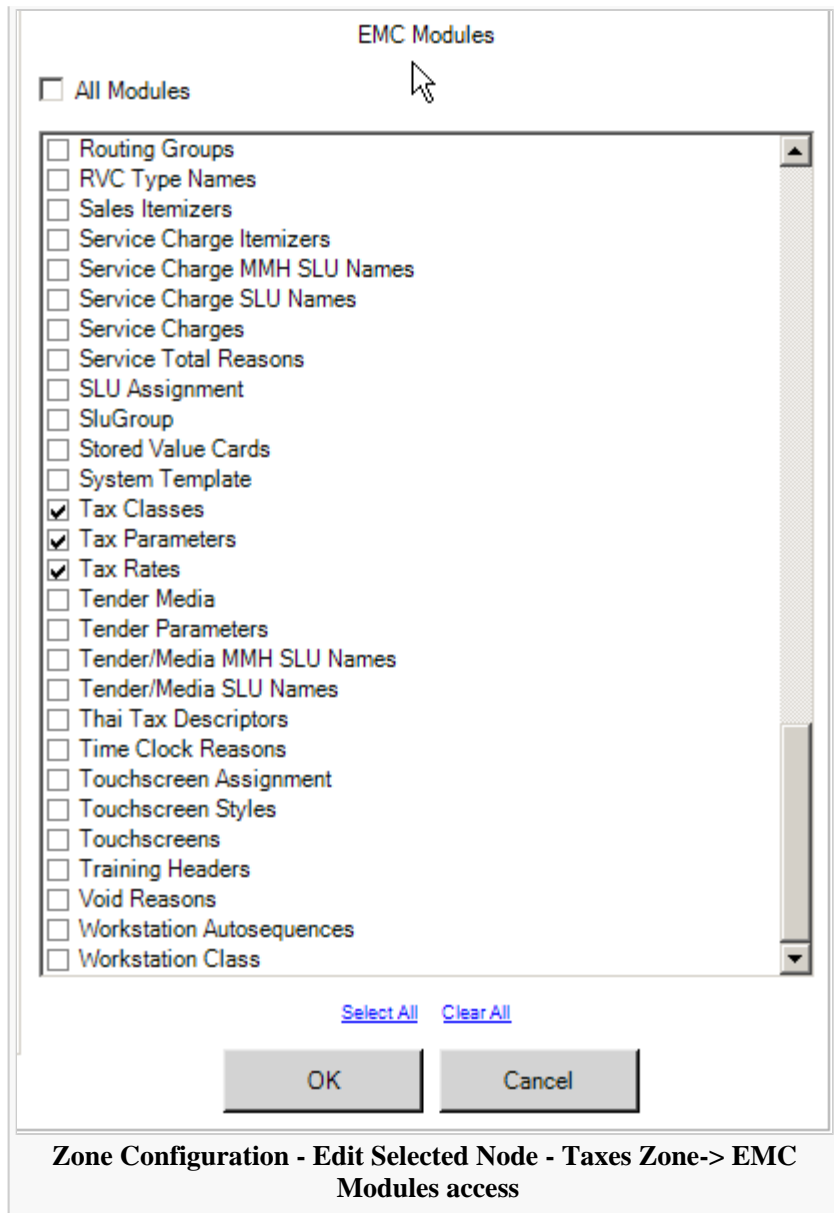 EMC Modules
All Modules
Routing Groups
RVC Type Names
Sales Itemizers
Service Charge Itemizers
Service Charge MMH SLU Names
Service Charge SLU Names
Service Charges
Service Total Reasons
SLU Assignment
SluGroup
Stored Value Cards
System Template
Tax Classes
Tax Parameters
Tax Rates
Tender Media
Tender Parameters
Tender/Media MMH SLU Names
Tender/Media SLU Names
Thai Tax Descriptors
Time Clock Reasons
Touchscreen Assignment
Touchscreen Styles
Touchscreens
Training Headers
Void Reasons
Workstation Autosequences
Workstation Class
Select All Clear All
OK Cancel
Zone Configuration - Edit Selected Node - Taxes Zone-> EMC
Modules access